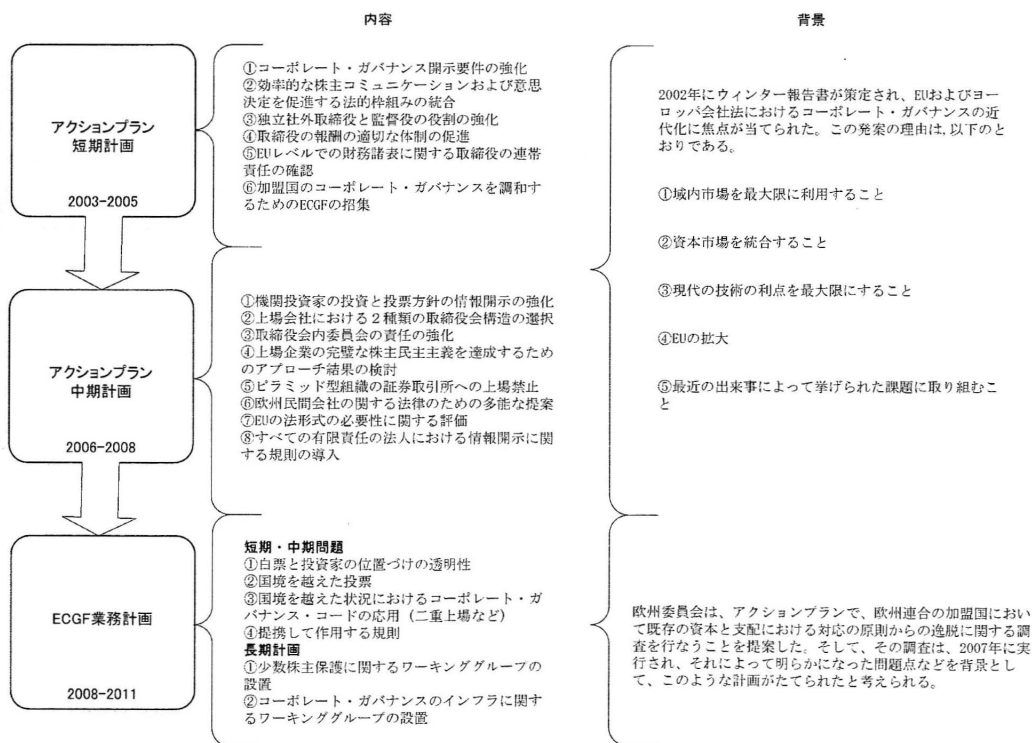 内容
背景
アクションプラン
短期計画
2003-2005
①コーポレート・ガバナンス開示要件の強化
②効率的な株主コミュニケーションおよび意思
決定を促進する法的枠組みの統合
③独立社外取締役と監督役の役割の強化
④取締役の報酬の適切な体制の促進
⑤EUレベルでの財務諸表に関する取締役の連帯
責任の確認
⑥加盟国のコーポレート・ガバナンスを調和す
るためのECGFの招集
アクションプラン
中期計画
2006-2008
①機関投資家の投資と投票方針の情報開示の強化
②上場会社における２種類の取締役会構造の選択
③取締役会内委員会の責任の強化
④上場企業の完璧な株主民主主義を達成するため
のアプローチ結果の検討
⑤ピラミッド型組織の証券取引所への上場禁止
⑥欧州民間会社の関する法律のための多能な提案
⑦EUの法形式の必要性に関する評価
⑧すべての有限責任の法人における情報開示に関
する規則の導入
2002年にウィンター報告書が策定され、EUおよびヨー
ロッパ会社法におけるコーポレート・ガバナンスの近
代化に焦点が当てられた。この発案の理由は、以下のと
おりである。
①域内市場を最大限に利用すること
②資本市場を統合すること
③現代の技術の利点を最大限にすること
④EUの拡大
⑤最近の出来事によって挙げられた課題に取り組むこ
と
ECGF業務計画
2008-2011
短期・中期問題
①白票と投資家の位置づけの透明性
②国境を越えた投票
③国境を越えた状況におけるコーポレート・ガ
バナンス・コードの応用（二重上場など）
④提携して作用する規則
長期計画
①少数株主保護に関するワーキンググループの
設置
②コーポレート・ガバナンスのインフラに関す
るワーキンググループの設置
欧州委員会は、アクションプランで、欧州連合の加盟国におい
て既存の資本と支配における対応の原則からの逸脱に関する調
査を行なうことを提案した。そして、その調査は、2007年に実
行され、それによって明らかになった問題点などを背景とし
て、このような計画がたてられたと考えられる。